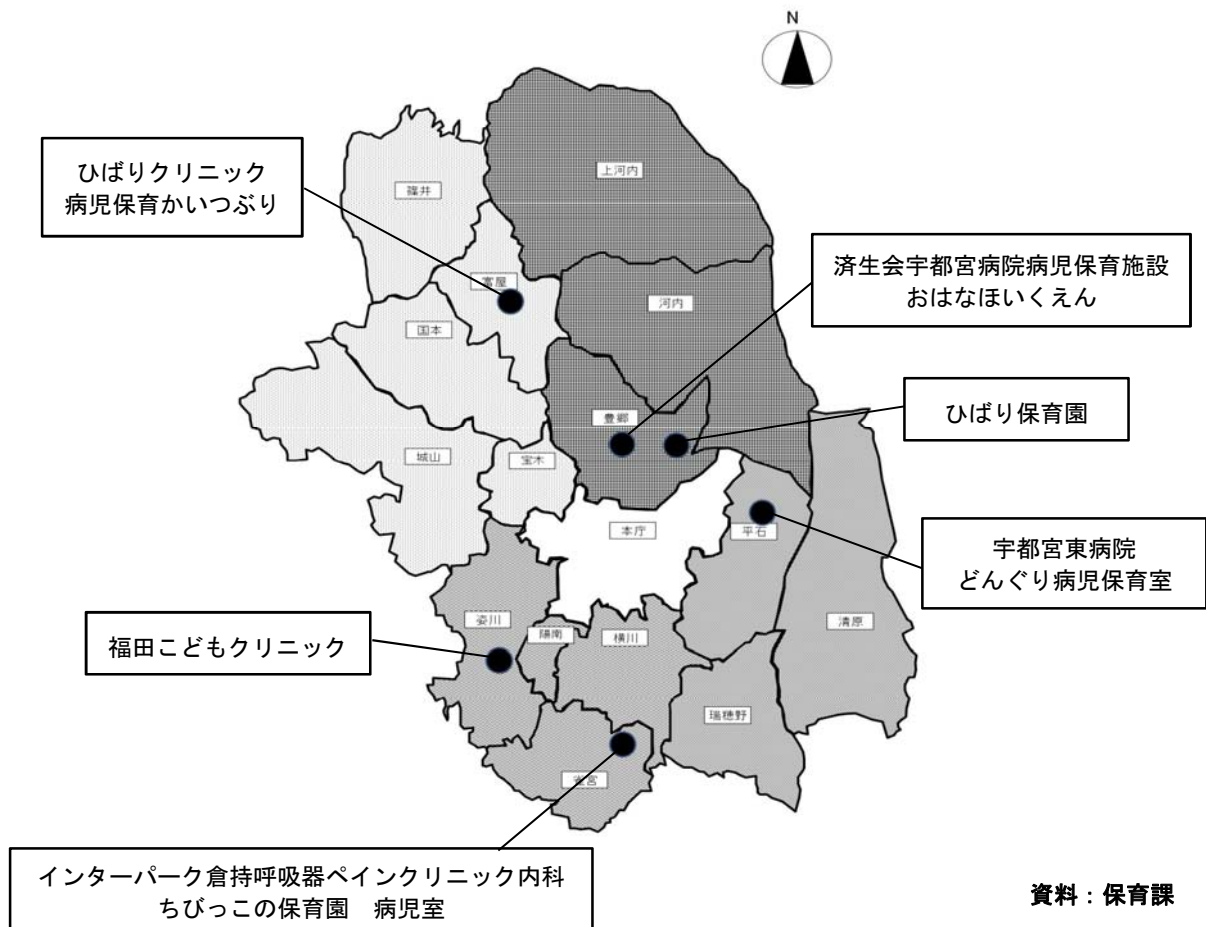 N
ひばりクリニック
病児保育かいつぶり
篠井
上河内
富屋
済生会宇都宮病院病児保育施設
おはなほいくえん
河内
国本
ひばり保育園
豊郷
城山
宝木
本庁
平石
宇都宮東病院
どんぐり病児保育室
清原
姿川
陽南
横川
福田こどもクリニック
瑞穂野
雀宮
インターパーク倉持呼吸器ペインクリニック内科
ちびっこの保育園　病児室
資料：保育課